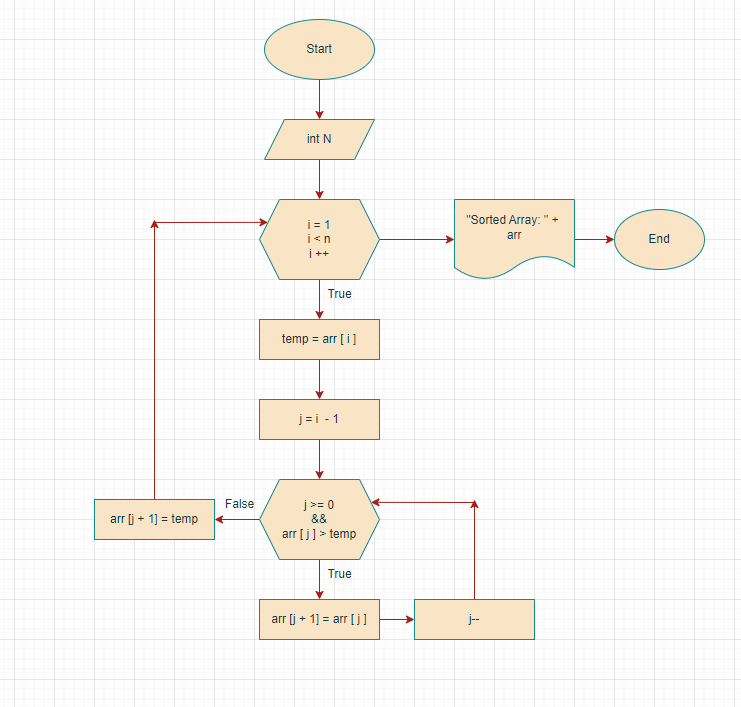 Start
int N
i = 1
i < n
i ++
"Sorted Array: " +
arr
End
True
temp = arr [ i ]
j = i - 1
j >= 0
&&
arr [ j ] > temp
False
arr [j + 1] = temp
True
arr [j + 1] = arr [ j ]
j--